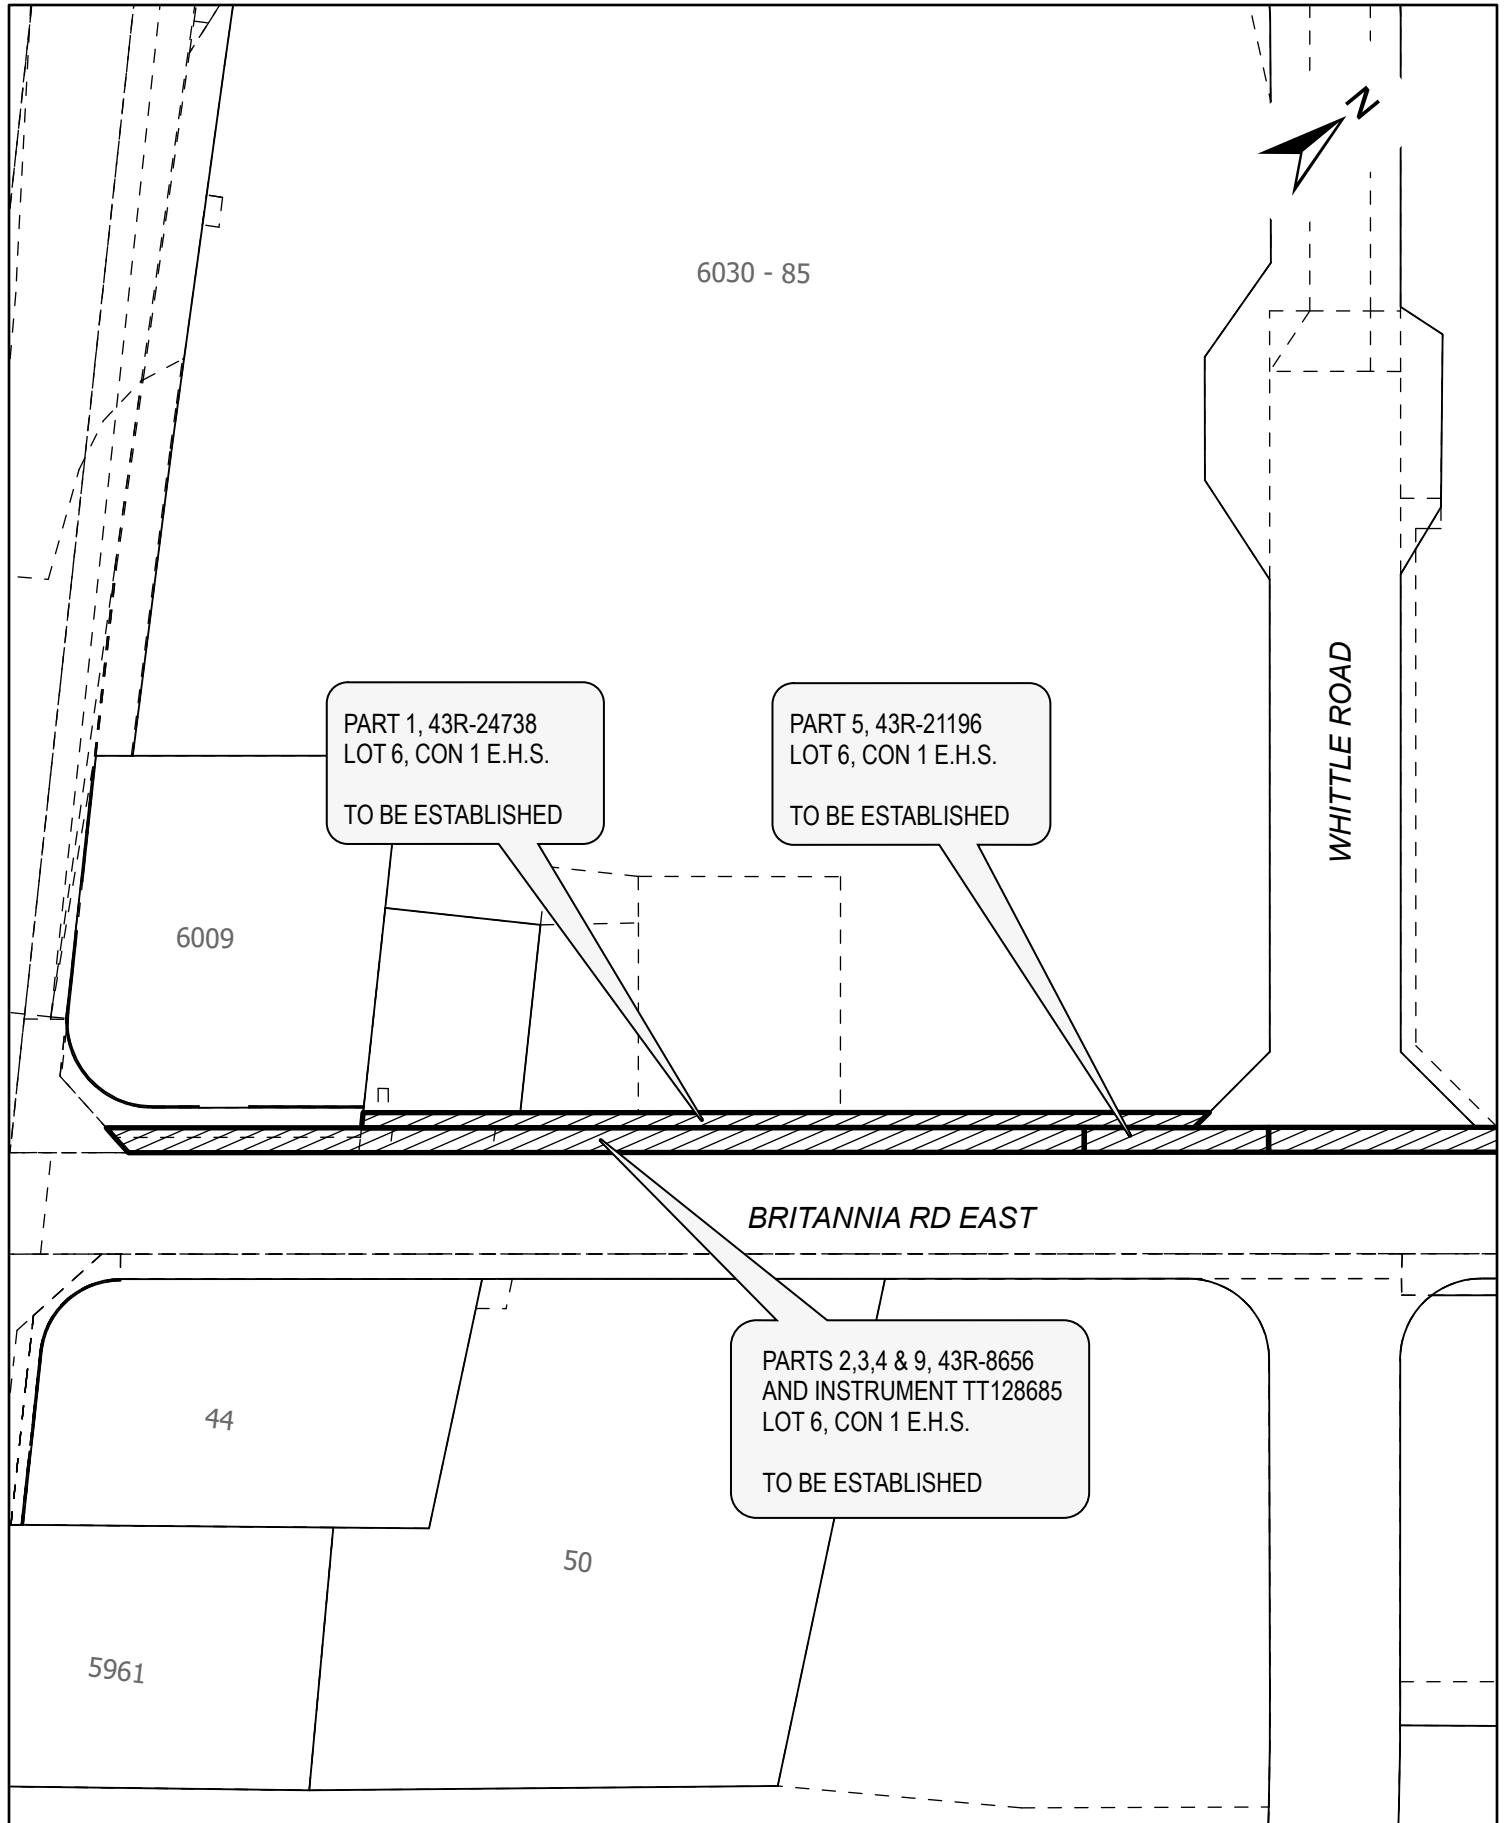 N
6030 - 85
PART 1, 43R-24738
LOT 6, CON 1 E.H.S.
TO BE ESTABLISHED
PART 5, 43R-21196
LOT 6, CON 1 E.H.S.
TO BE ESTABLISHED
WHITTLE ROAD
6009
BRITANNIA RD EAST
PARTS 2,3,4 & 9, 43R-8656
AND INSTRUMENT TT128685
LOT 6, CON 1 E.H.S.
TO BE ESTABLISHED
44
50
5961